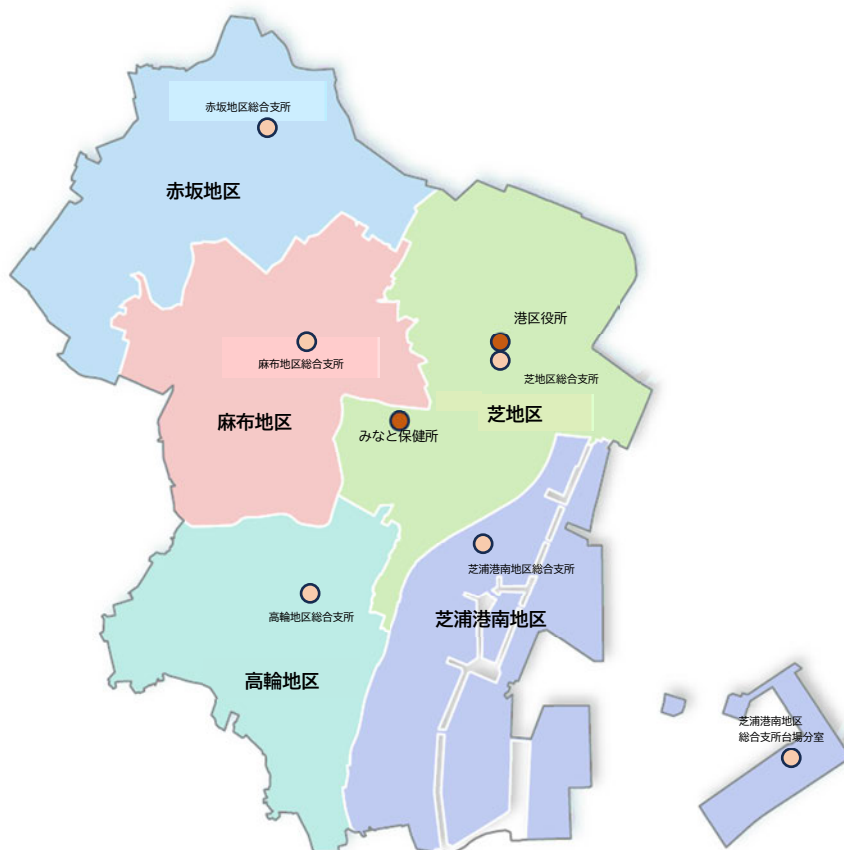 赤坂地区総合支所
赤坂地区
港区役所
麻布地区総合支所
芝地区総合支所
麻布地区
芝地区
みなと保健所
芝浦港南地区総合支所
高輪地区総合支所
芝浦港南地区
高輪地区
芝浦港南地区
総合支所台場分室